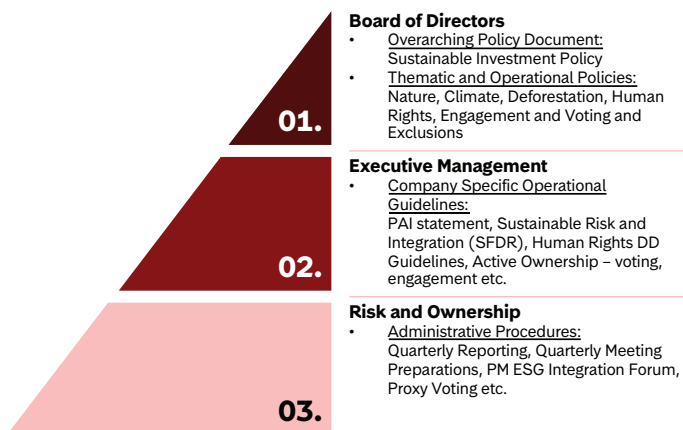 01.
Board of Directors
• Overarching Policy Document:
Sustainable Investment Policy
• Thematic and Operational Policies:
Nature, Climate, Deforestation, Human
Rights, Engagement and Voting and
Exclusions
02.
Executive Management
• Company Specific Operational
Guidelines:
PAI statement, Sustainable Risk and
Integration (SFDR), Human Rights DD
Guidelines, Active Ownership – voting,
engagement etc.
03.
Risk and Ownership
• Administrative Procedures:
Quarterly Reporting, Quarterly Meeting
Preparations, PM ESG Integration Forum,
Proxy Voting etc.